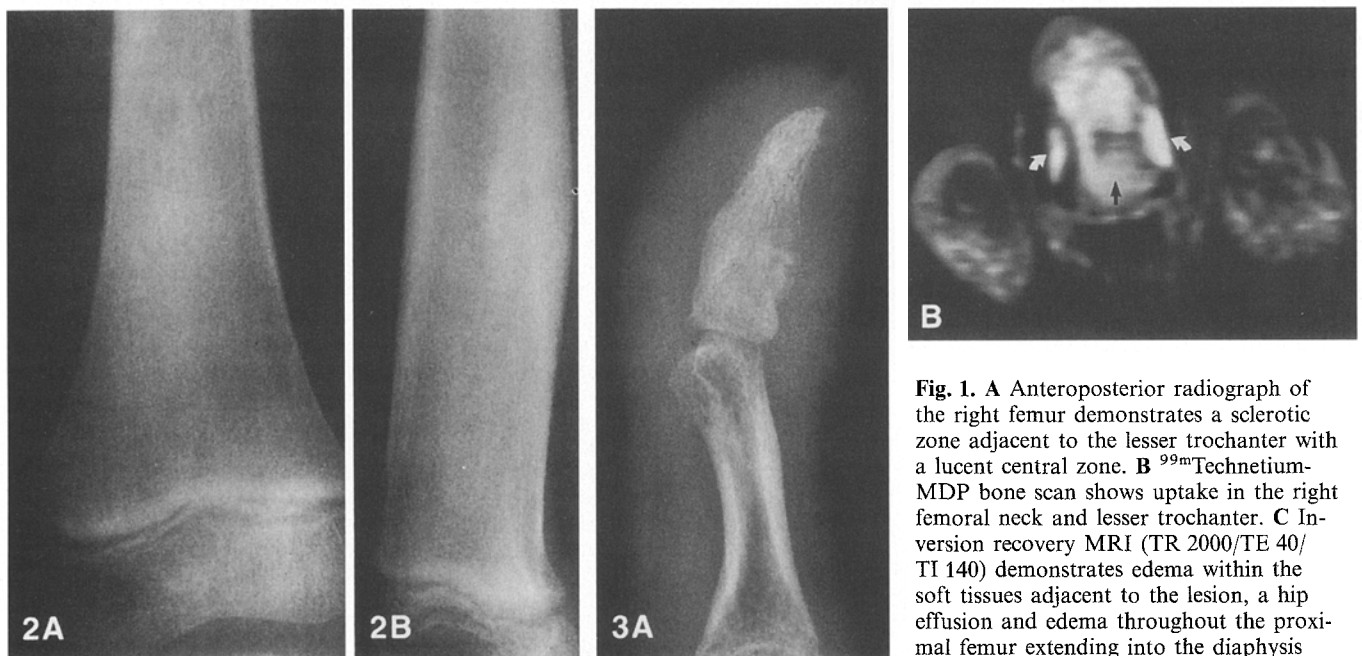 2A
2B
3A
B
Fig. 1. A Anteroposterior radiograph of
the right femur demonstrates a sclerotic
zone adjacent to the lesser trochanter with
a lucent central zone. B 99mTechnetium-
MDP bone scan shows uptake in the right
femoral neck and lesser trochanter. C In-
version recovery MRI (TR 2000/TE 40/
TI 140) demonstrates edema within the
soft tissues adjacent to the lesion, a hip
effusion and edema throughout the proxi-
mal femur extending into the diaphysis